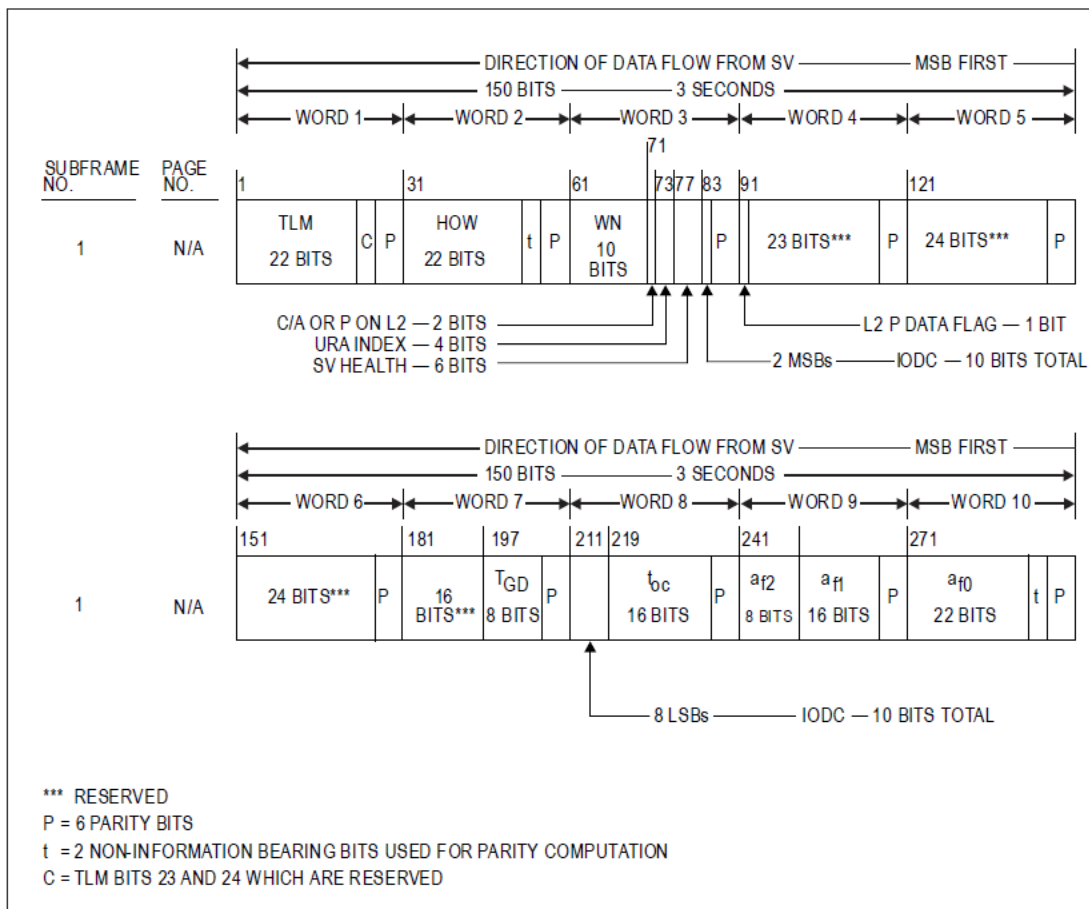 DIRECTION OF DATA FLOW FROM SV MSB FIRST
150 BITS 3 SECONDS
WORD 1 WORD 2 WORD 3 WORD 4 WORD 5
SUBFRAME NO. PAGE NO.
1 31 61 71 73 77 83 91 121
1 N/A
TLM 22 BITS C P HOW 22 BITS t P WN 10 BITS P 23 BITS*** P 24 BITS*** P
C/A OR P ON L2 — 2 BITS
URA INDEX — 4 BITS
SV HEALTH — 6 BITS
L2 P DATA FLAG — 1 BIT
2 MSBs IODC — 10 BITS TOTAL
DIRECTION OF DATA FLOW FROM SV MSB FIRST
150 BITS 3 SECONDS
WORD 6 WORD 7 WORD 8 WORD 9 WORD 10
151 181 197 211 219 241 271
1 N/A
24 BITS*** P 16 BITS*** TGD 8 BITS P toc 16 BITS P af2 8 BITS af1 16 BITS P af0 22 BITS t P
8 LSBs IODC — 10 BITS TOTAL
*** RESERVED
P = 6 PARITY BITS
t = 2 NON-INFORMATION BEARING BITS USED FOR PARITY COMPUTATION
C = TLM BITS 23 AND 24 WHICH ARE RESERVED